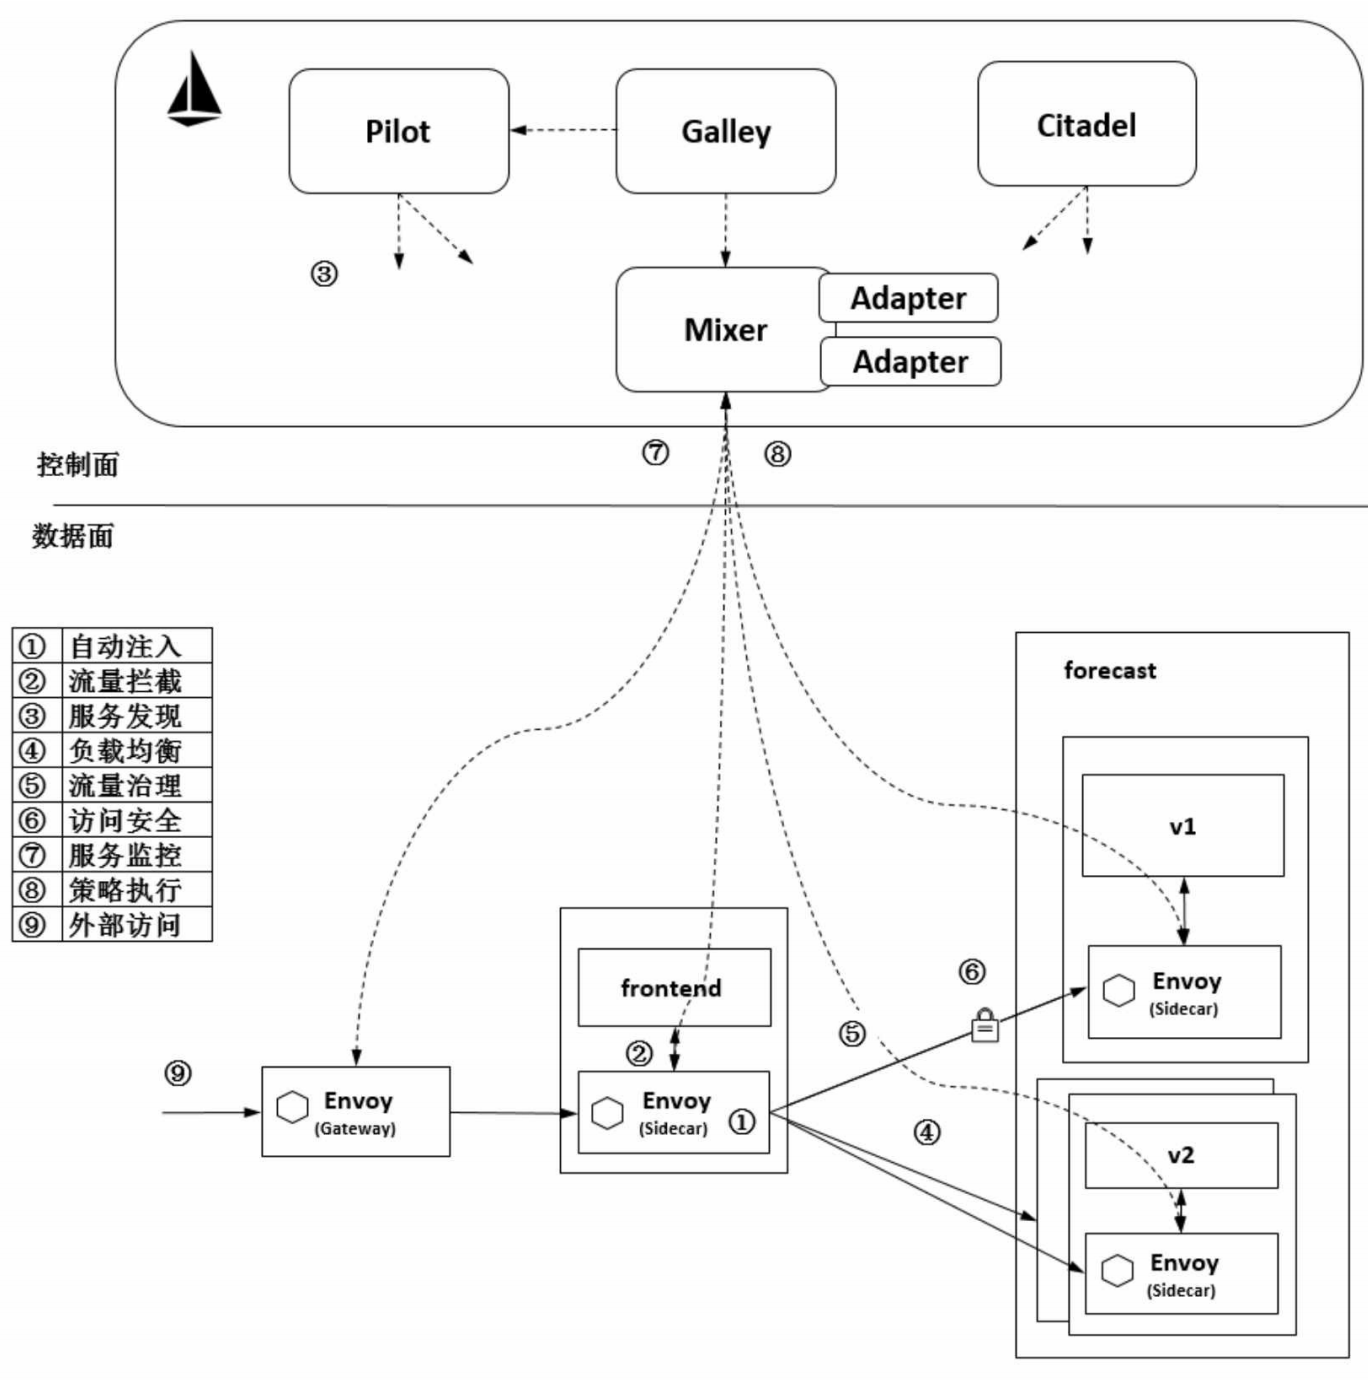 Pilot
Galley
Citadel
③
Mixer
Adapter
Adapter
⑦
⑧
控制面
数据面
① 自动注入
② 流量拦截
③ 服务发现
④ 负载均衡
⑤ 流量治理
⑥ 访问安全
⑦ 服务监控
⑧ 策略执行
⑨ 外部访问
forecast
v1
Envoy
(Sidecar)
⑥
frontend
②
⑤
⑨
Envoy
(Gateway)
Envoy
(Sidecar)
①
④
v2
Envoy
(Sidecar)